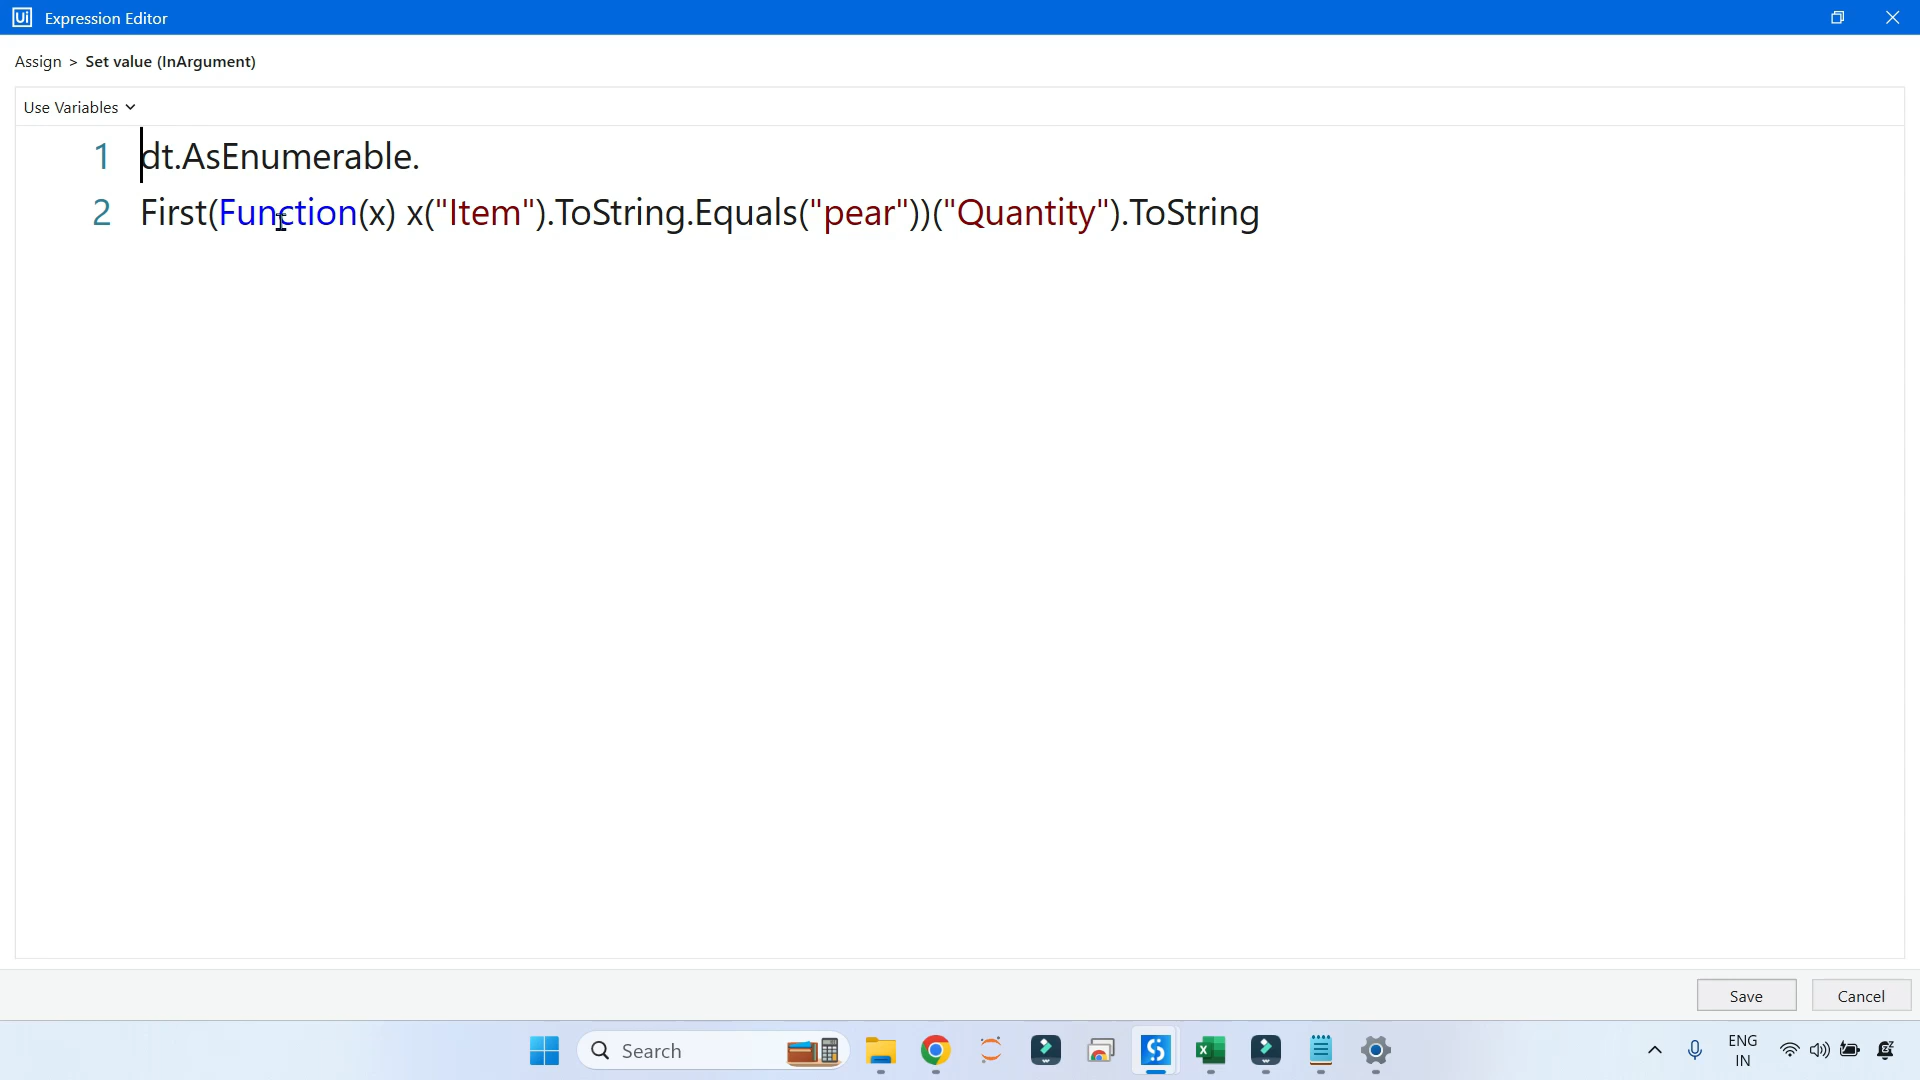 Ui Expression Editor
Assign > Set value (InArgument)
Use Variables
1 dt.AsEnumerable.
2 First(Function(x) x("Item").ToString.Equals("pear"))("Quantity").ToString
Save Cancel
Search
ENG
IN